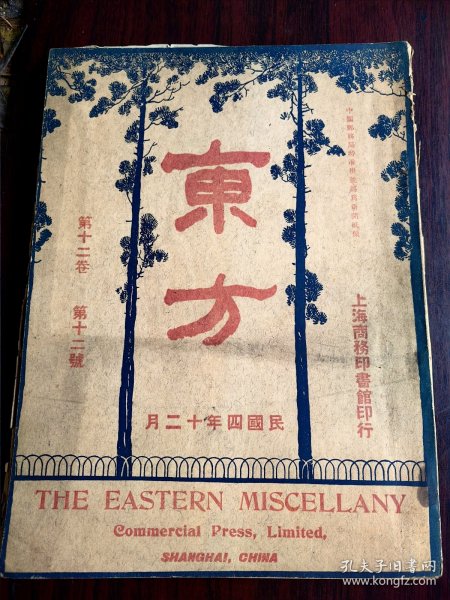 東方
第十二卷 第十二號
上海商務印書館印行
月二十年四國民
THE EASTERN MISCELLANY
Commercial Press, Limited,
SHANGHAI, CHINA
孔夫子旧书网
www.kongfz.com